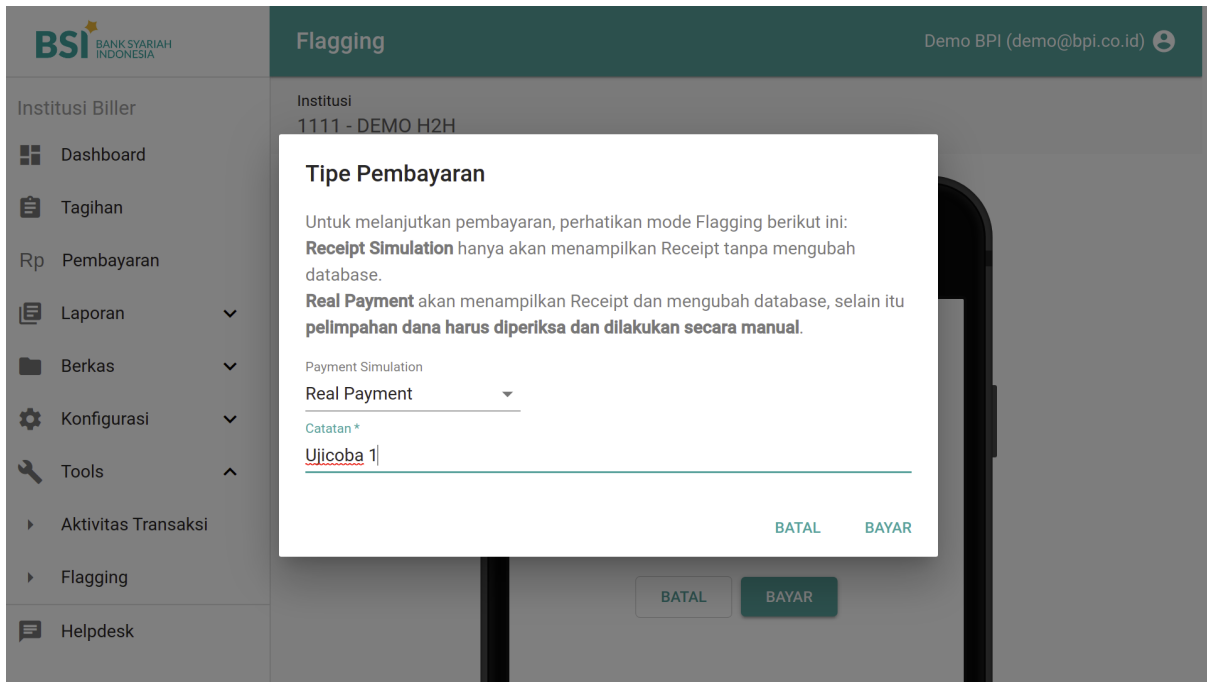 BSI BANK SYARIAH
INDONESIA
Flagging
Demo BPI (demo@bpi.co.id)
Institusi Biller
Dashboard
Tagihan
Rp Pembayaran
Laporan
Berkas
Konfigurasi
Tools
Aktivitas Transaksi
Flagging
Helpdesk
Institusi
1111 - DEMO H2H
Tipe Pembayaran
Untuk melanjutkan pembayaran, perhatikan mode Flagging berikut ini:
Receipt Simulation hanya akan menampilkan Receipt tanpa mengubah
database.
Real Payment akan menampilkan Receipt dan mengubah database, selain itu
pelimpahan dana harus diperiksa dan dilakukan secara manual.
Payment Simulation
Real Payment
Catatan *
Ujicoba 1
BATAL BAYAR
BATAL BAYAR